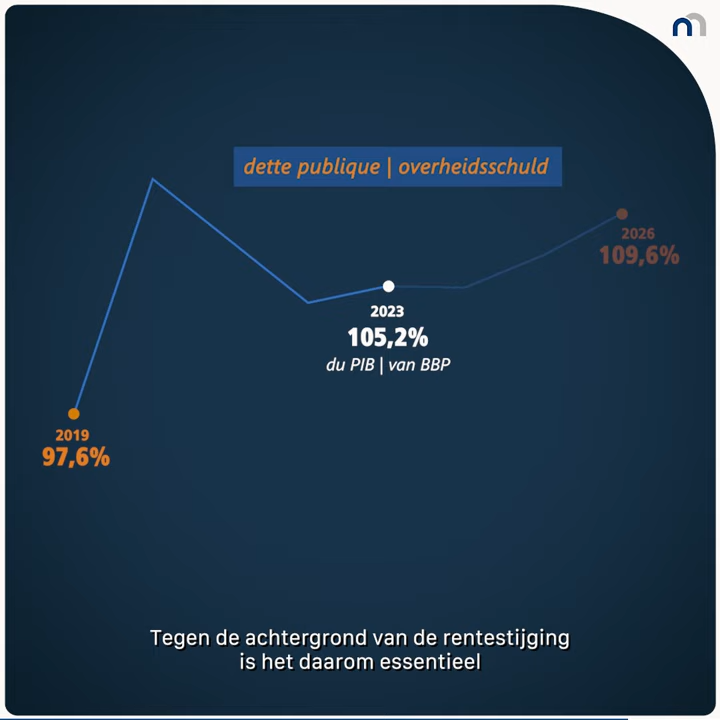 dette publique | overheidsschuld
2026
109,6%
2023
105,2%
du PIB | van BBP
2019
97,6%
Tegen de achtergrond van de rentestijging
is het daarom essentieel